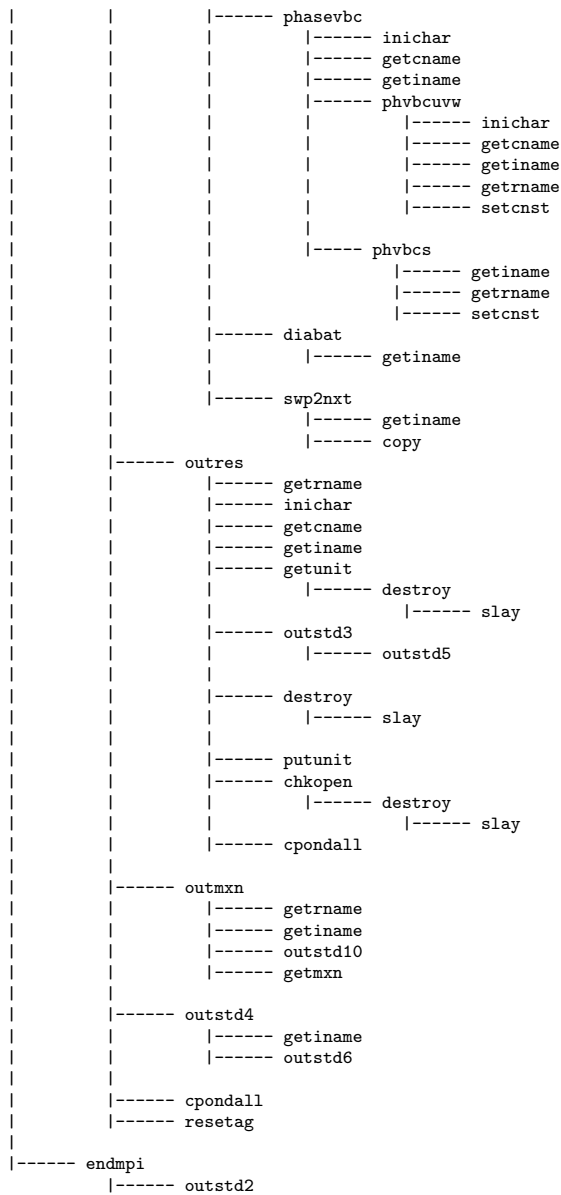 |          |          |------ phasevbc
|          |          |          |------ inichar
|          |          |          |------ getcname
|          |          |          |------ getiname
|          |          |          |------ phvbcuvw
|          |          |          |          |------ inichar
|          |          |          |          |------ getcname
|          |          |          |          |------ getiname
|          |          |          |          |------ getrname
|          |          |          |          |------ setcnst
|          |          |          |
|          |          |          |----- phvbcs
|          |          |                    |------ getiname
|          |          |                    |------ getrname
|          |          |                    |------ setcnst
|          |          |------ diabat
|          |          |          |------ getiname
|          |          |
|          |          |------ swp2nxt
|          |                     |------ getiname
|          |                     |------ copy
|          |------ outres
|          |          |------ getrname
|          |          |------ inichar
|          |          |------ getcname
|          |          |------ getiname
|          |          |------ getunit
|          |          |          |------ destroy
|          |          |                     |------ slay
|          |          |------ outstd3
|          |          |          |------ outstd5
|          |          |
|          |          |------ destroy
|          |          |          |------ slay
|          |          |
|          |          |------ putunit
|          |          |------ chkopen
|          |          |          |------ destroy
|          |          |                     |------ slay
|          |          |------ cpondall
|          |
|          |------ outmxn
|          |          |------ getrname
|          |          |------ getiname
|          |          |------ outstd10
|          |          |------ getmxn
|          |
|          |------ outstd4
|          |          |------ getiname
|          |          |------ outstd6
|          |
|          |------ cpondall
|          |------ resetag
|
|------ endmpi
           |------ outstd2